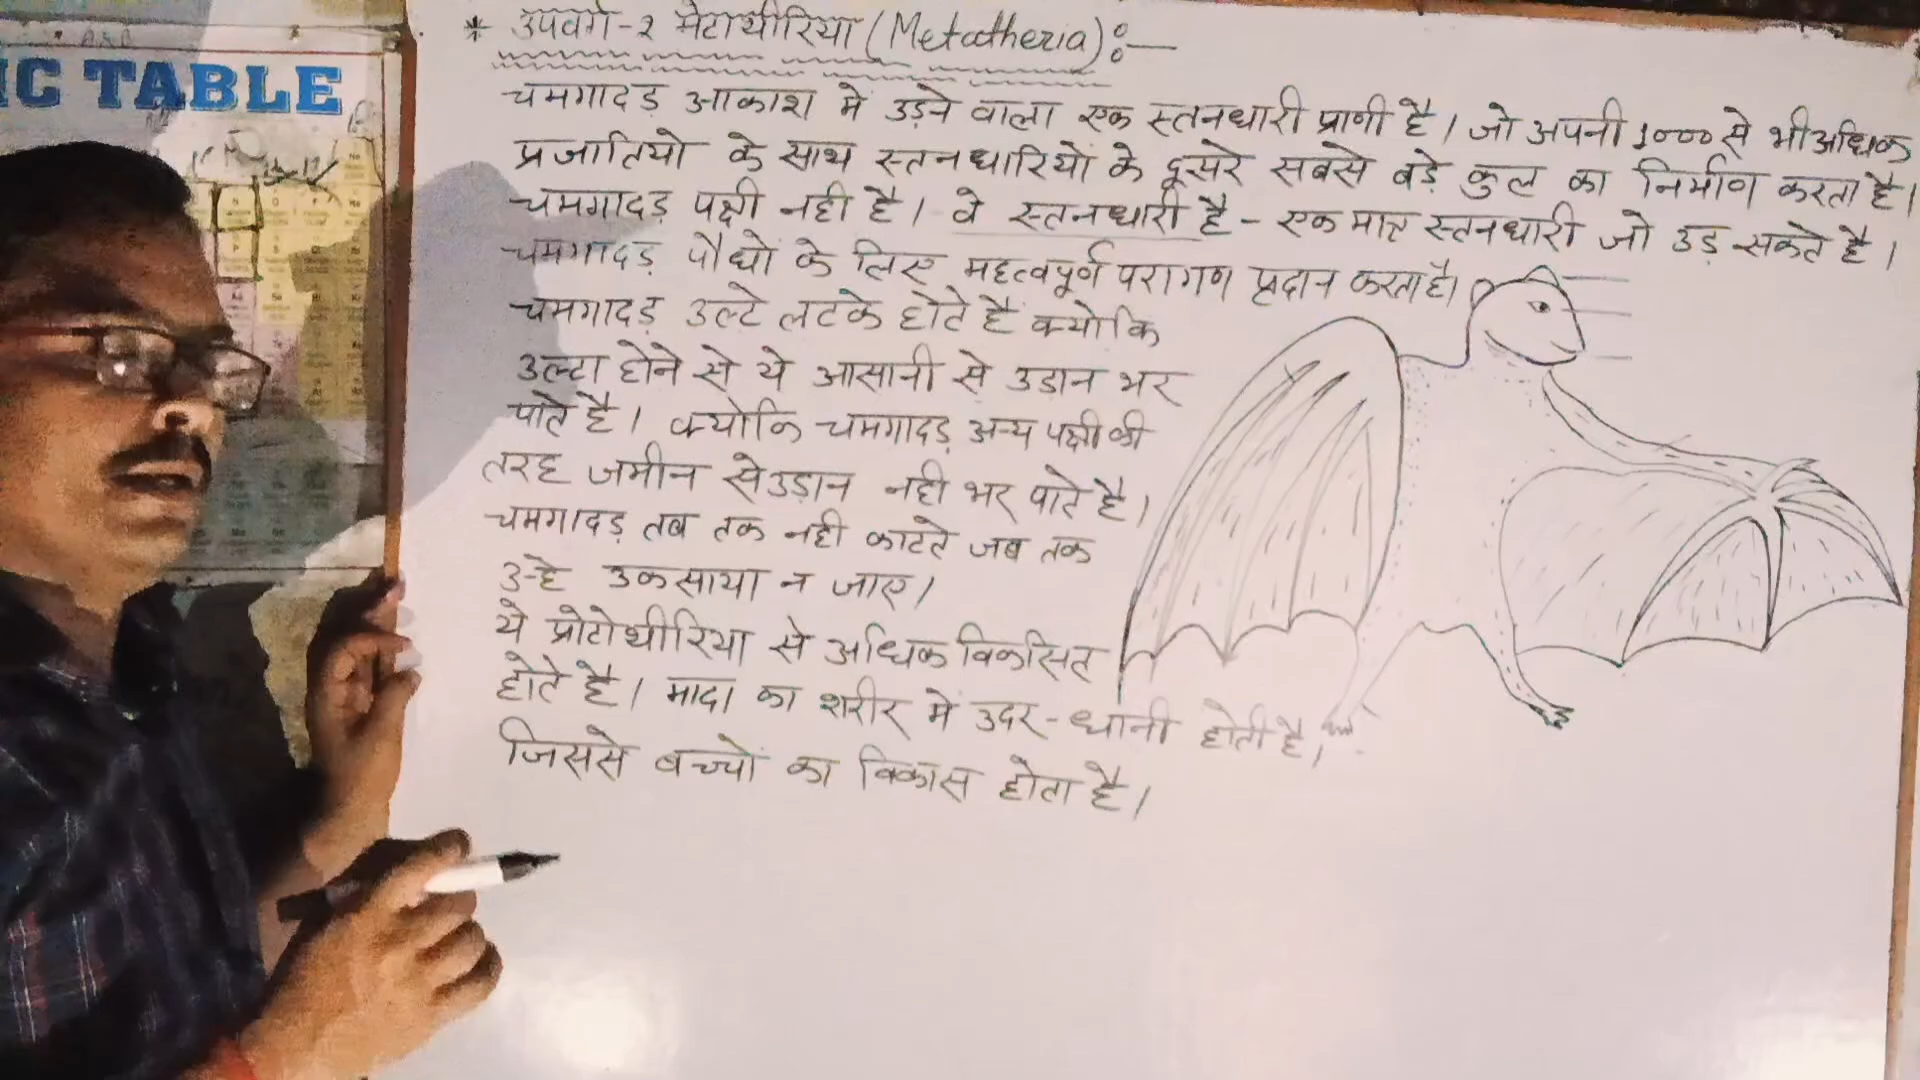 IC TABLE
* उपवर्ग-२ मेटाथीरिया (Metatheria):—
चमगादड़ आकाश में उड़ने वाला एक स्तनधारी प्राणी है। जो अपनी 1000 से भी अधिक
प्रजातियो के साथ स्तनधारियों के दूसरे सबसे बड़े कुल का निर्माण करता है।
चमगादड़ पक्षी नही है। वे स्तनधारी है - एक मात्र स्तनधारी जो उड़ सकते है।
चमगादड़ पौधों के लिए महत्वपूर्ण परागण प्रदान करता है।
चमगादड़ उल्टे लटके होते है क्योकि
उल्टा होने से ये आसानी से उडान भर
पाते है। क्योकि चमगादड़ अन्य पक्षी की
तरह जमीन से उड़ान नही भर पाते है।
चमगादड़ तब तक नही काटते जब तक
उन्हे उकसाया न जाए।
ये प्रोटोथीरिया से अधिक विकसित
होते है। मादा का शरीर में उदर-धानी होती है,
जिससे बच्चों का विकास होता है।